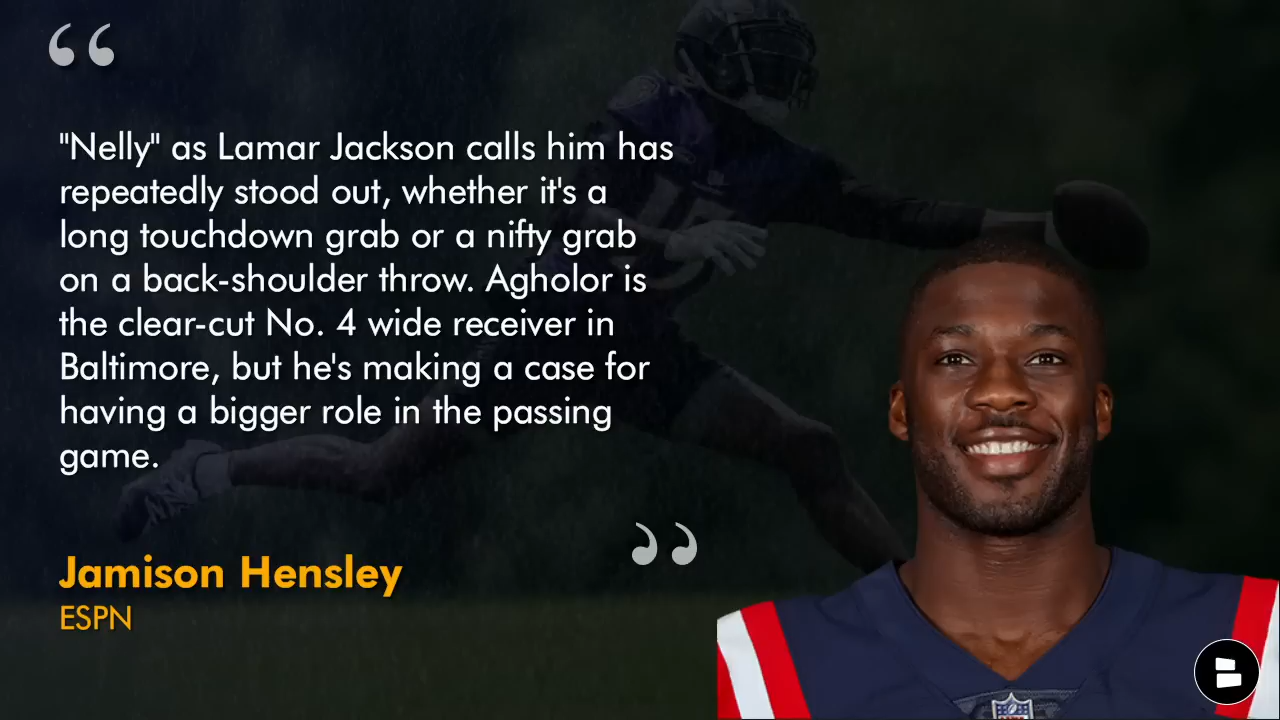 "Nelly" as Lamar Jackson calls him has
repeatedly stood out, whether it's a
long touchdown grab or a nifty grab
on a back-shoulder throw. Agholor is
the clear-cut No. 4 wide receiver in
Baltimore, but he's making a case for
having a bigger role in the passing
game.
Jamison Hensley
ESPN